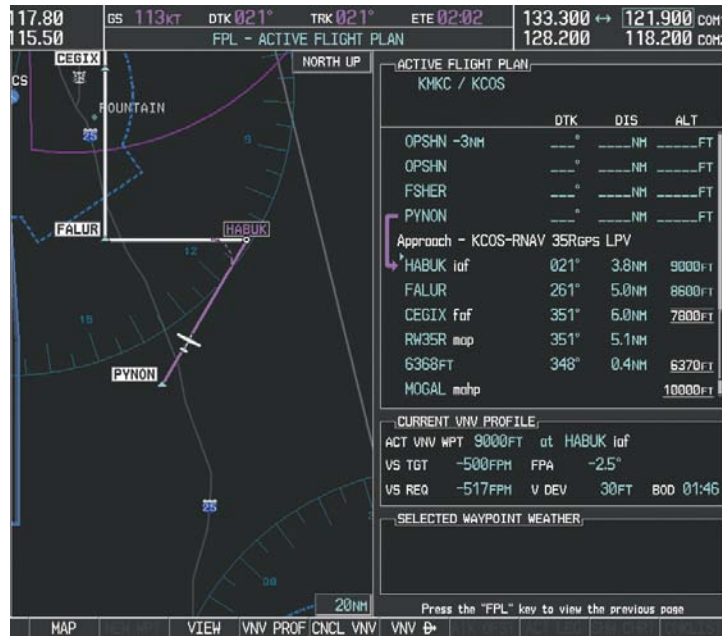 117.80 GS 113KT DTK 021° TRK 021° ETE 02:02 133.300 ↔ 121.900 COM
115.50 FPL - ACTIVE FLIGHT PLAN 128.200 118.200 COM
NORTH UP
CEGIX
CS
FOUNTAIN
25
FALUR
HABUK
PYNON
25
9
12
15
30
3
20NM
ACTIVE FLIGHT PLAN
KMKC / KCOS
DTK DIS ALT
OPSHN -3NM ___° ____NM _____FT
OPSHN ___° ____NM _____FT
FSHER ___° ____NM _____FT
PYNON ___° ____NM _____FT
Approach - KCOS-RNAV 35RGPS LPV
HABUK iaf 021° 3.8NM 9000FT
FALUR 261° 5.0NM 8600FT
CEGIX faf 351° 6.0NM 7800FT
RW35R map 351° 5.1NM
6368FT 348° 0.4NM 6370FT
MOGAL mahp 10000FT
CURRENT VNV PROFILE
ACT VNV WPT 9000FT at HABUK iaf
VS TGT -500FPM FPA -2.5°
VS REQ -517FPM V DEV 30FT BOD 01:46
SELECTED WAYPOINT WEATHER
Press the "FPL" key to view the previous page
MAP VIEW VNV PROF CNCL VNV VNV D